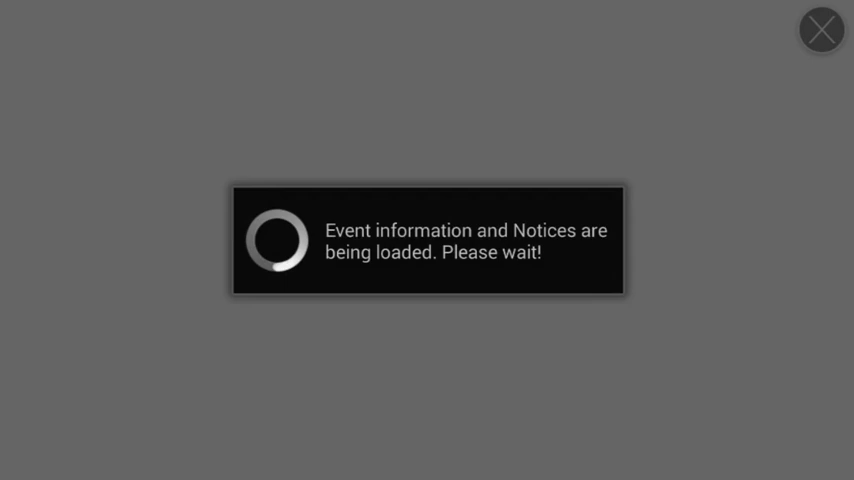 Event information and Notices are
being loaded. Please wait!